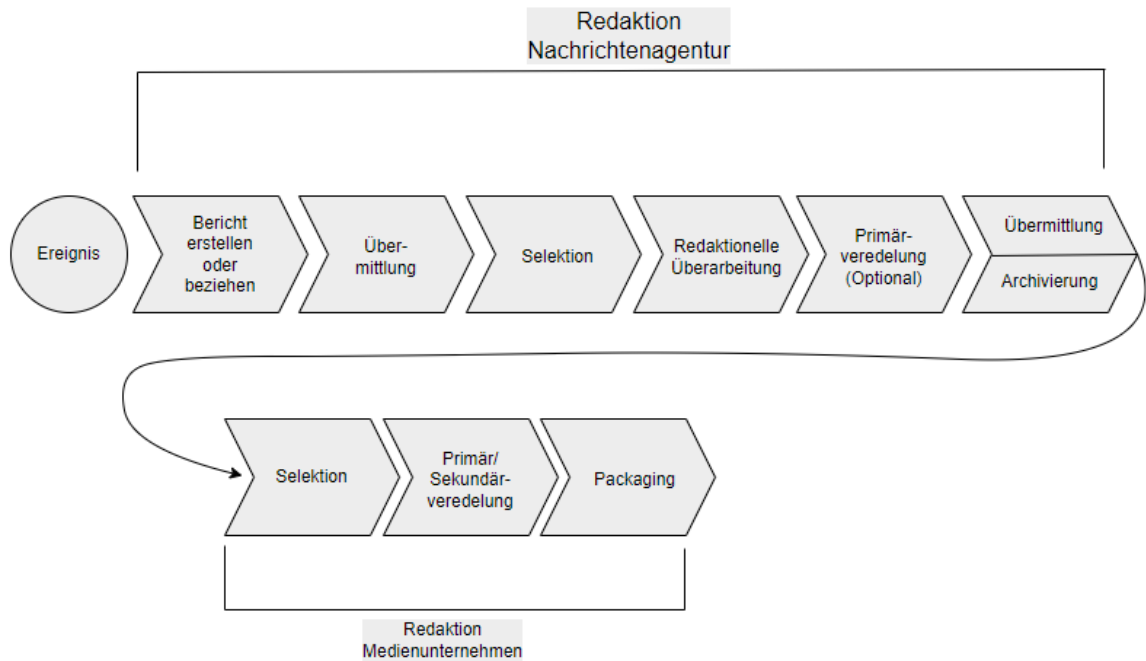 Redaktion
Nachrichtenagentur
Ereignis
Bericht
erstellen
oder
beziehen
Über-
mittlung
Selektion
Redaktionelle
Überarbeitung
Primär-
veredelung
(Optional)
Übermittlung
Archivierung
Selektion
Primär/
Sekundär-
veredelung
Packaging
Redaktion
Medienunternehmen